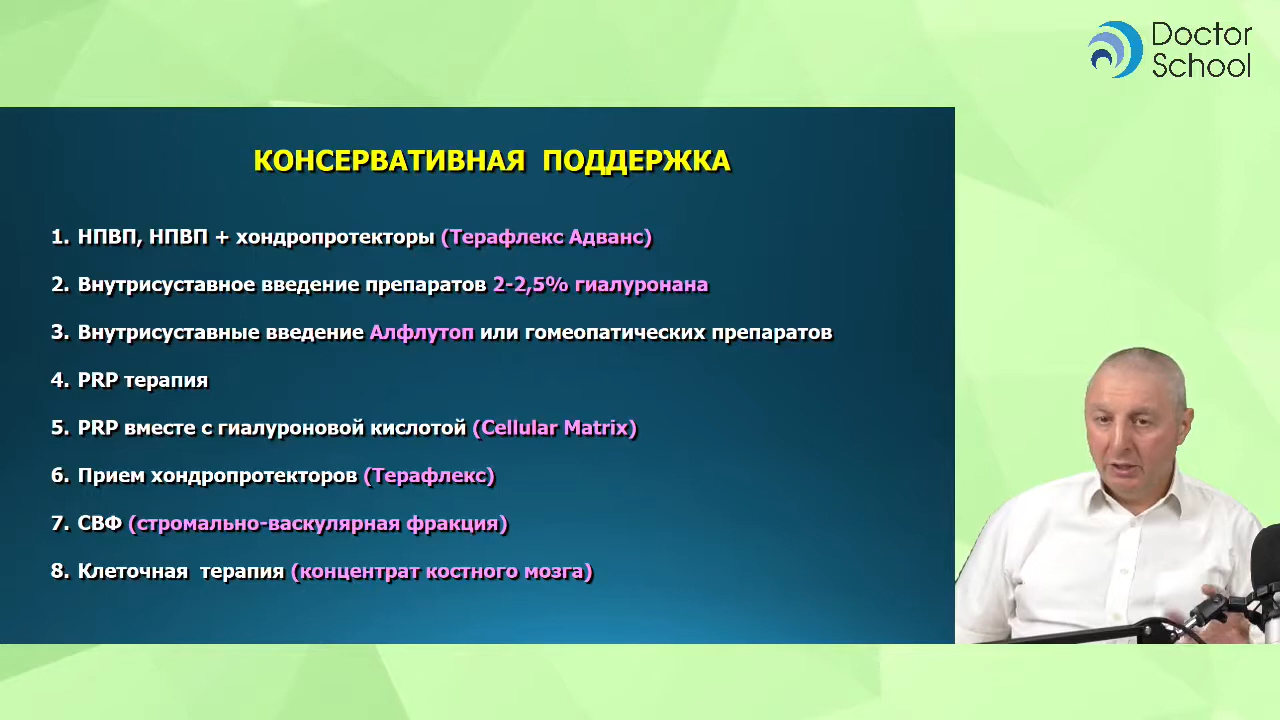 Doctor
School
КОНСЕРВАТИВНАЯ ПОДДЕРЖКА
1. НПВП, НПВП + хондропротекторы (Терафлекс Адванс)
2. Внутрисуставное введение препаратов 2-2,5% гиалуронана
3. Внутрисуставные введение Алфлутоп или гомеопатических препаратов
4. PRP терапия
5. PRP вместе с гиалуроновой кислотой (Cellular Matrix)
6. Прием хондропротекторов (Терафлекс)
7. СВФ (стромально-васкулярная фракция)
8. Клеточная терапия (концентрат костного мозга)